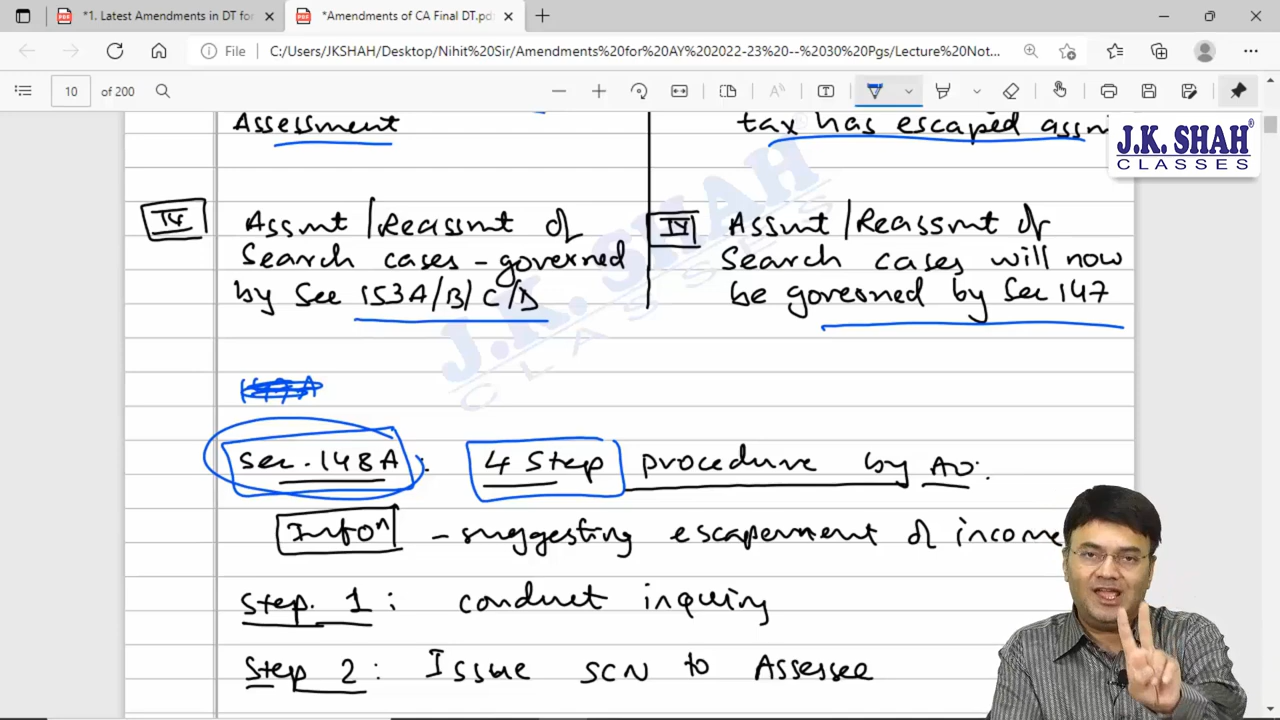 *1. Latest Amendments in DT for
*Amendments of CA Final DT.pd
File
C:/Users/JKSHAH/Desktop/Nihit%20Sir/Amendments%20for%20AY%202022-23%20--%2030%20Pgs/Lecture%20Not...
10 of 200
Assessment
tax has escaped assm
J.K. SHAH
CLASSES
IV Assmt/Reassmt of
Search cases - governed
by Sec 153A/B/C/D
IV Assmt/Reassmt of
Search cases will now
be governed by Sec 147
J.K. SHAH
CLASSES
Sec. 148A : 4 Step procedure by AO:
Infoⁿ - suggesting escapement of income
Step. 1 : conduct inquiry
Step 2 : Issue SCN to Assessee